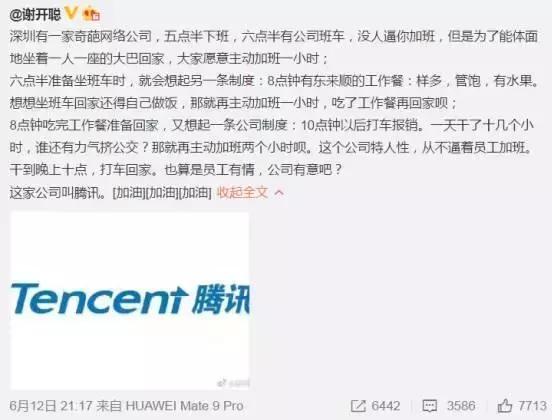 @谢开聪
深圳有一家奇葩网络公司，五点半下班，六点半有公司班车，没人逼你加班，但是为了能体面
地坐着一人一座的大巴回家，大家愿意主动加班一小时；
六点半准备坐班车时，就会想起另一条制度：8点钟有东来顺的工作餐：样多，管饱，有水果。
想想坐班车回家还得自己做饭，那就再主动加班一小时，吃了工作餐再回家呗；
8点钟吃完工作餐准备回家，又想起一条公司制度：10点钟以后打车报销。一天干了十几个小
时，谁还有力气挤公交？那就再主动加班两个小时呗。这个公司特人性，从不逼着员工加班。
干到晚上十点，打车回家。也算是员工有情，公司有意吧？
这家公司叫腾讯。[加油][加油][加油] 收起全文
Tencent 腾讯
6月12日 21:17 来自 HUAWEI Mate 9 Pro
6442
3586
7713